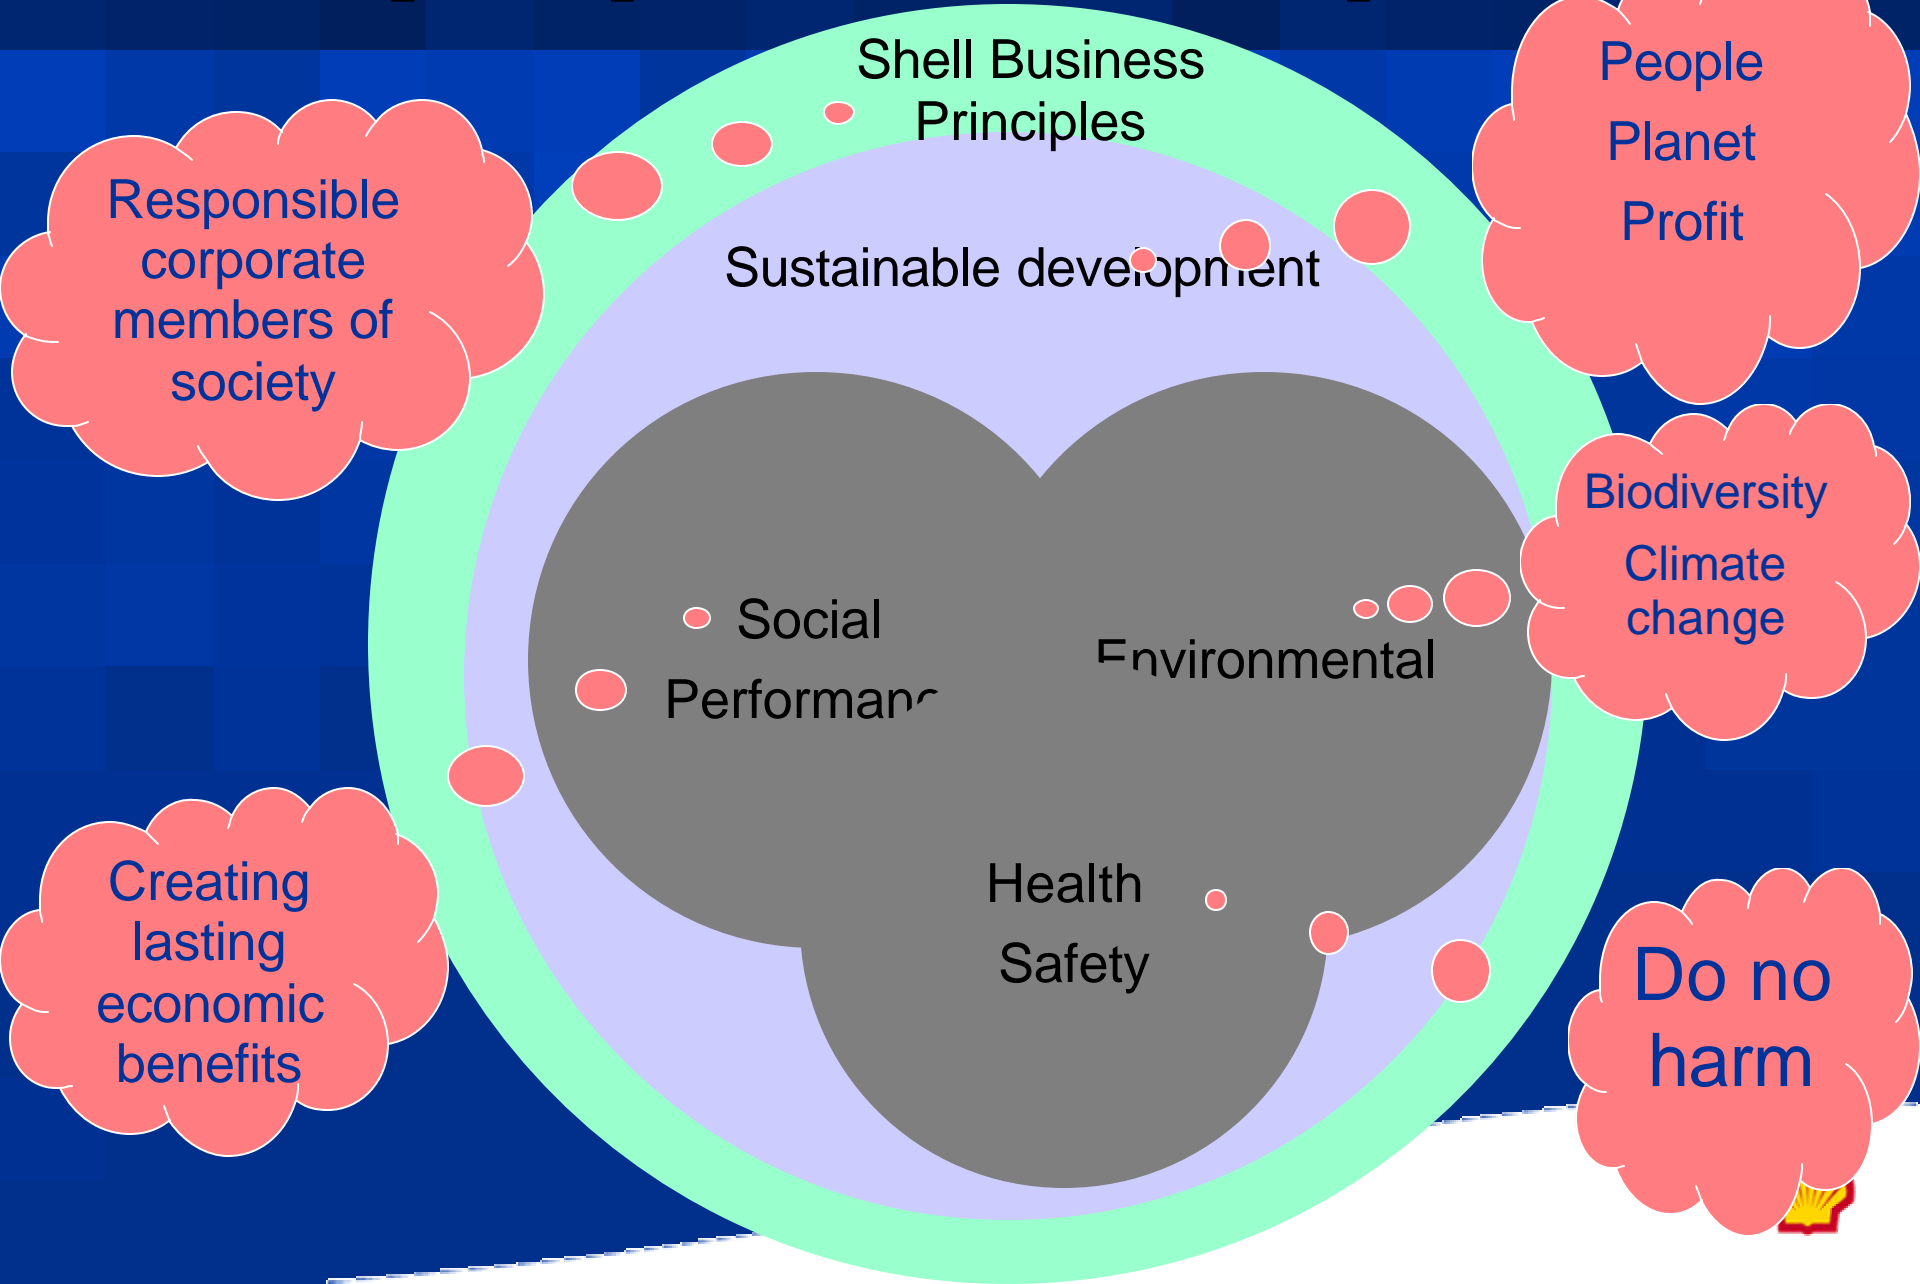 Shell Business
Principles
People
Planet
Profit
Responsible
corporate
members of
society
Sustainable development
Biodiversity
Climate
change
Social
Environmental
Creating
lasting
economic
benefits
Health
Safety
Do no
harm